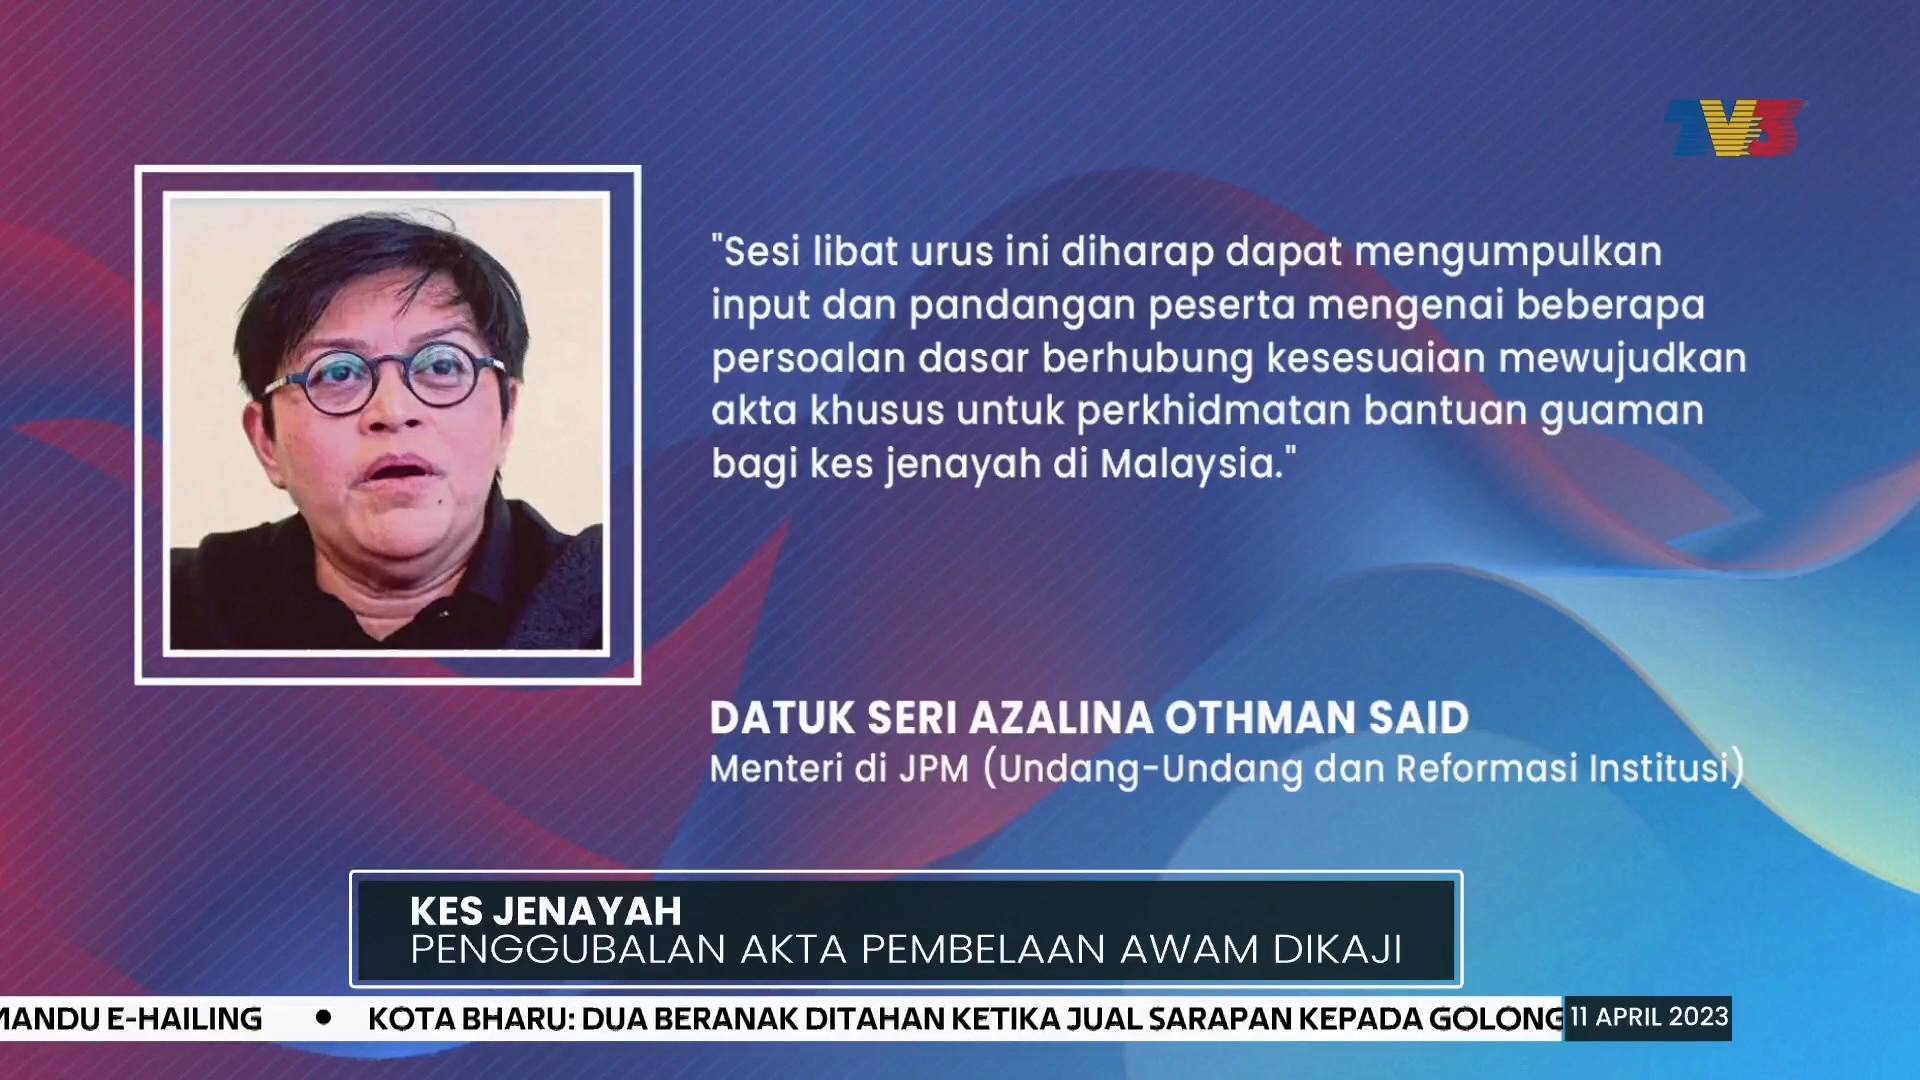 TV3
"Sesi libat urus ini diharap dapat mengumpulkan
input dan pandangan peserta mengenai beberapa
persoalan dasar berhubung kesesuaian mewujudkan
akta khusus untuk perkhidmatan bantuan guaman
bagi kes jenayah di Malaysia."
DATUK SERI AZALINA OTHMAN SAID
Menteri di JPM (Undang-Undang dan Reformasi Institusi)
KES JENAYAH
PENGGUBALAN AKTA PEMBELAAN AWAM DIKAJI
E-HAILING • KOTA BHARU: DUA BERANAK DITAHAN KETIKA JUAL SARAPAN KEPADA GOLONG 11 APRIL 2023